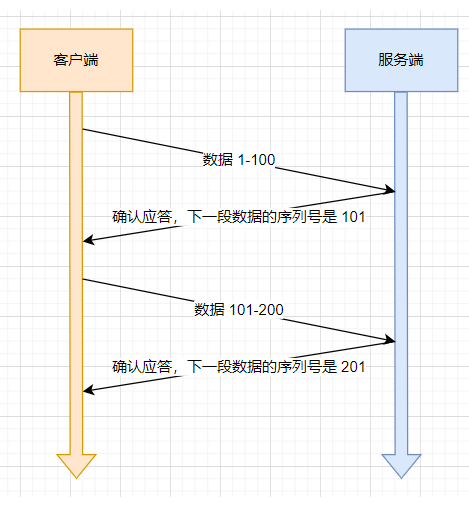 客户端
服务端
数据 1-100
确认应答，下一段数据的序列号是 101
数据 101-200
确认应答，下一段数据的序列号是 201